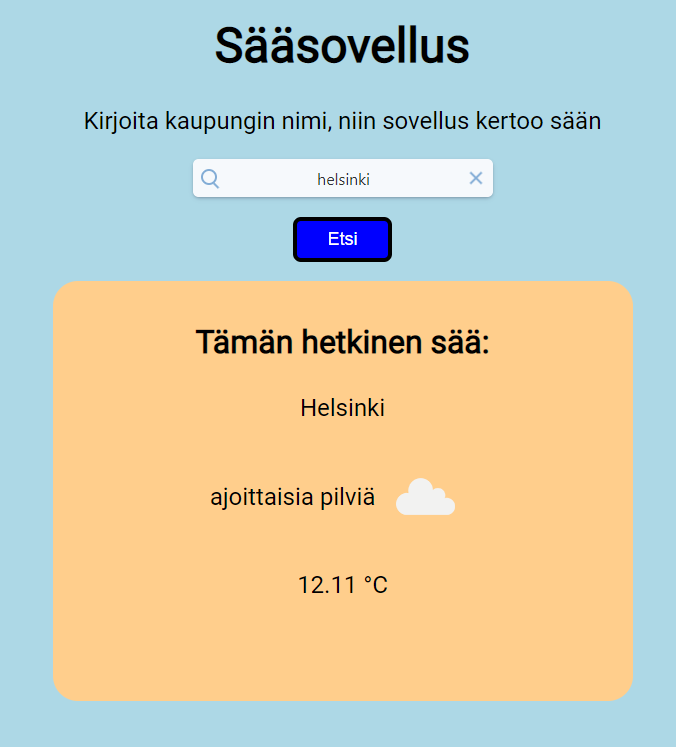 Sääsovellus
Kirjoita kaupungin nimi, niin sovellus kertoo sään
helsinki
Etsi
Tämän hetkinen sää:
Helsinki
ajoittaisia pilviä
12.11 °C